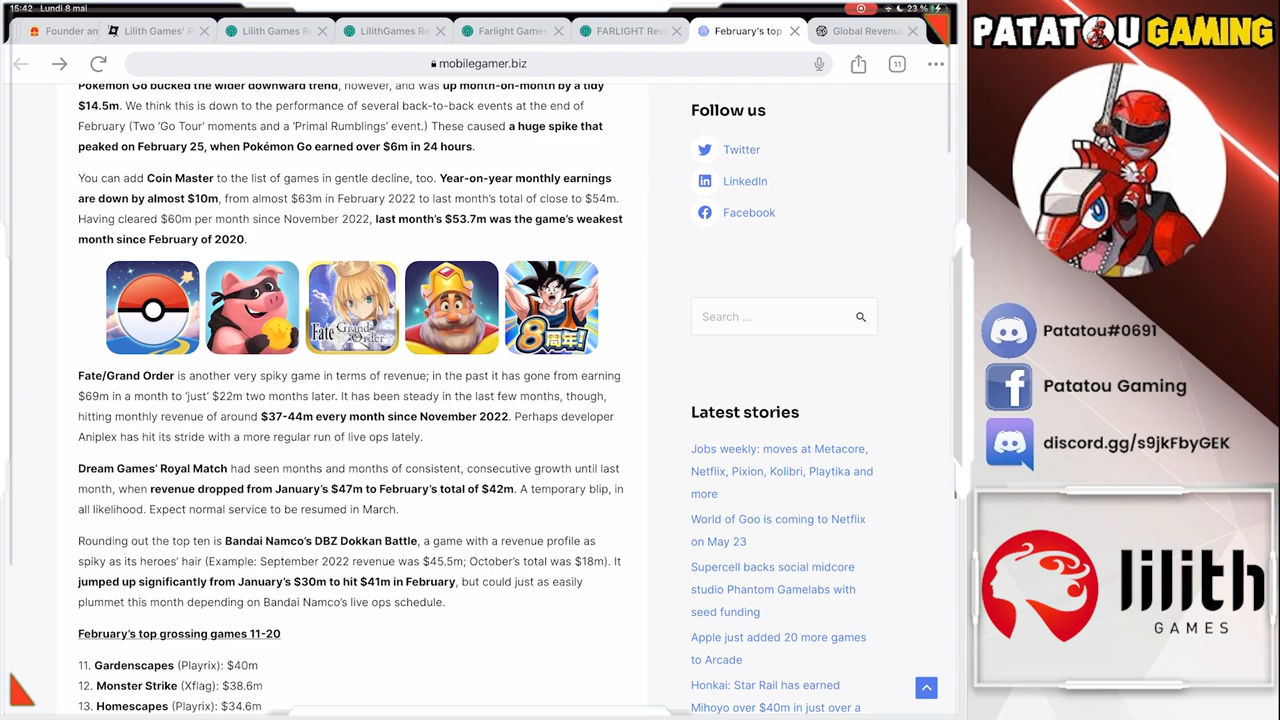 15:42 Lundi 8 mai
23 %
Founder an
Lilith Games' R
Lilith Games Re
LilithGames Re
Farlight Games
FARLIGHT Rev
February's top
Global Revenu
mobilegamer.biz
11
Pokémon Go bucked the wider downward trend, however, and was up month-on-month by a tidy
$14.5m. We think this is down to the performance of several back-to-back events at the end of
February (Two 'Go Tour' moments and a 'Primal Rumblings' event.) These caused a huge spike that
peaked on February 25, when Pokémon Go earned over $6m in 24 hours.
You can add Coin Master to the list of games in gentle decline, too. Year-on-year monthly earnings
are down by almost $10m, from almost $63m in February 2022 to last month's total of close to $54m.
Having cleared $60m per month since November 2022, last month's $53.7m was the game's weakest
month since February of 2020.
Fate
Grand Order
8周年!
Fate/Grand Order is another very spiky game in terms of revenue; in the past it has gone from earning
$69m in a month to 'just' $22m two months later. It has been steady in the last few months, though,
hitting monthly revenue of around $37-44m every month since November 2022. Perhaps developer
Aniplex has hit its stride with a more regular run of live ops lately.
Dream Games' Royal Match had seen months and months of consistent, consecutive growth until last
month, when revenue dropped from January's $47m to February's total of $42m. A temporary blip, in
all likelihood. Expect normal service to be resumed in March.
Rounding out the top ten is Bandai Namco's DBZ Dokkan Battle, a game with a revenue profile as
spiky as its heroes' hair (Example: September 2022 revenue was $45.5m; October's total was $18m). It
jumped up significantly from January's $30m to hit $41m in February, but could just as easily
plummet this month depending on Bandai Namco's live ops schedule.
February's top grossing games 11-20
11. Gardenscapes (Playrix): $40m
12. Monster Strike (Xflag): $38.6m
13. Homescapes (Playrix): $34.6m
Follow us
Twitter
LinkedIn
Facebook
Search ...
Latest stories
Jobs weekly: moves at Metacore,
Netflix, Pixion, Kolibri, Playtika and
more
World of Goo is coming to Netflix
on May 23
Supercell backs social midcore
studio Phantom Gamelabs with
seed funding
Apple just added 20 more games
to Arcade
Honkai: Star Rail has earned
Mihoyo over $40m in just over a
PATATOU GAMING
Patatou#0691
Patatou Gaming
discord.gg/s9jkFbyGEK
lilith
GAMES